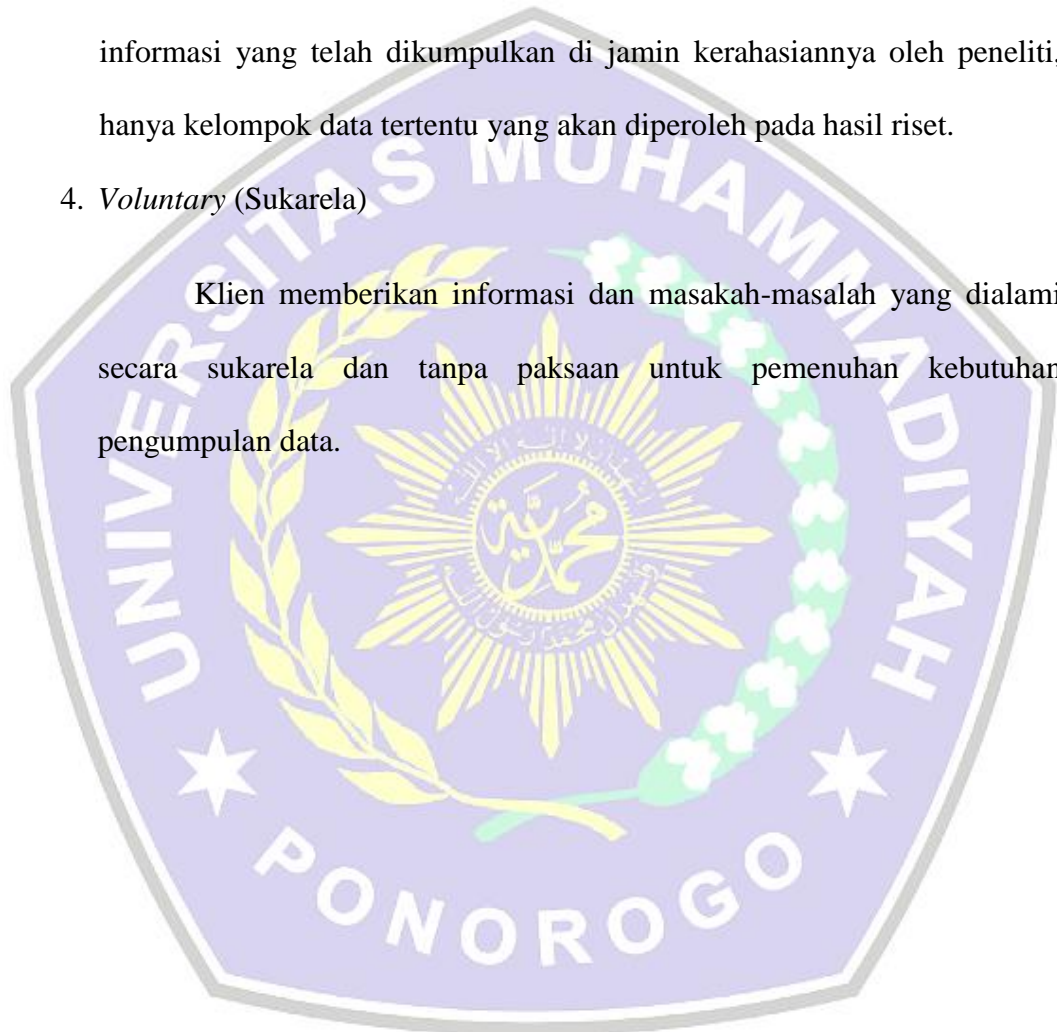 informasi yang telah dikumpulkan di jamin kerahasiannya oleh peneliti,
hanya kelompok data tertentu yang akan diperoleh pada hasil riset.
4. Voluntary (Sukarela)
Klien memberikan informasi dan masakah-masalah yang dialami
secara sukarela dan tanpa paksaan untuk pemenuhan kebutuhan
pengumpulan data.
UNIVERSITAS MUHAMMADIYAH
PONOROGO
محمدية